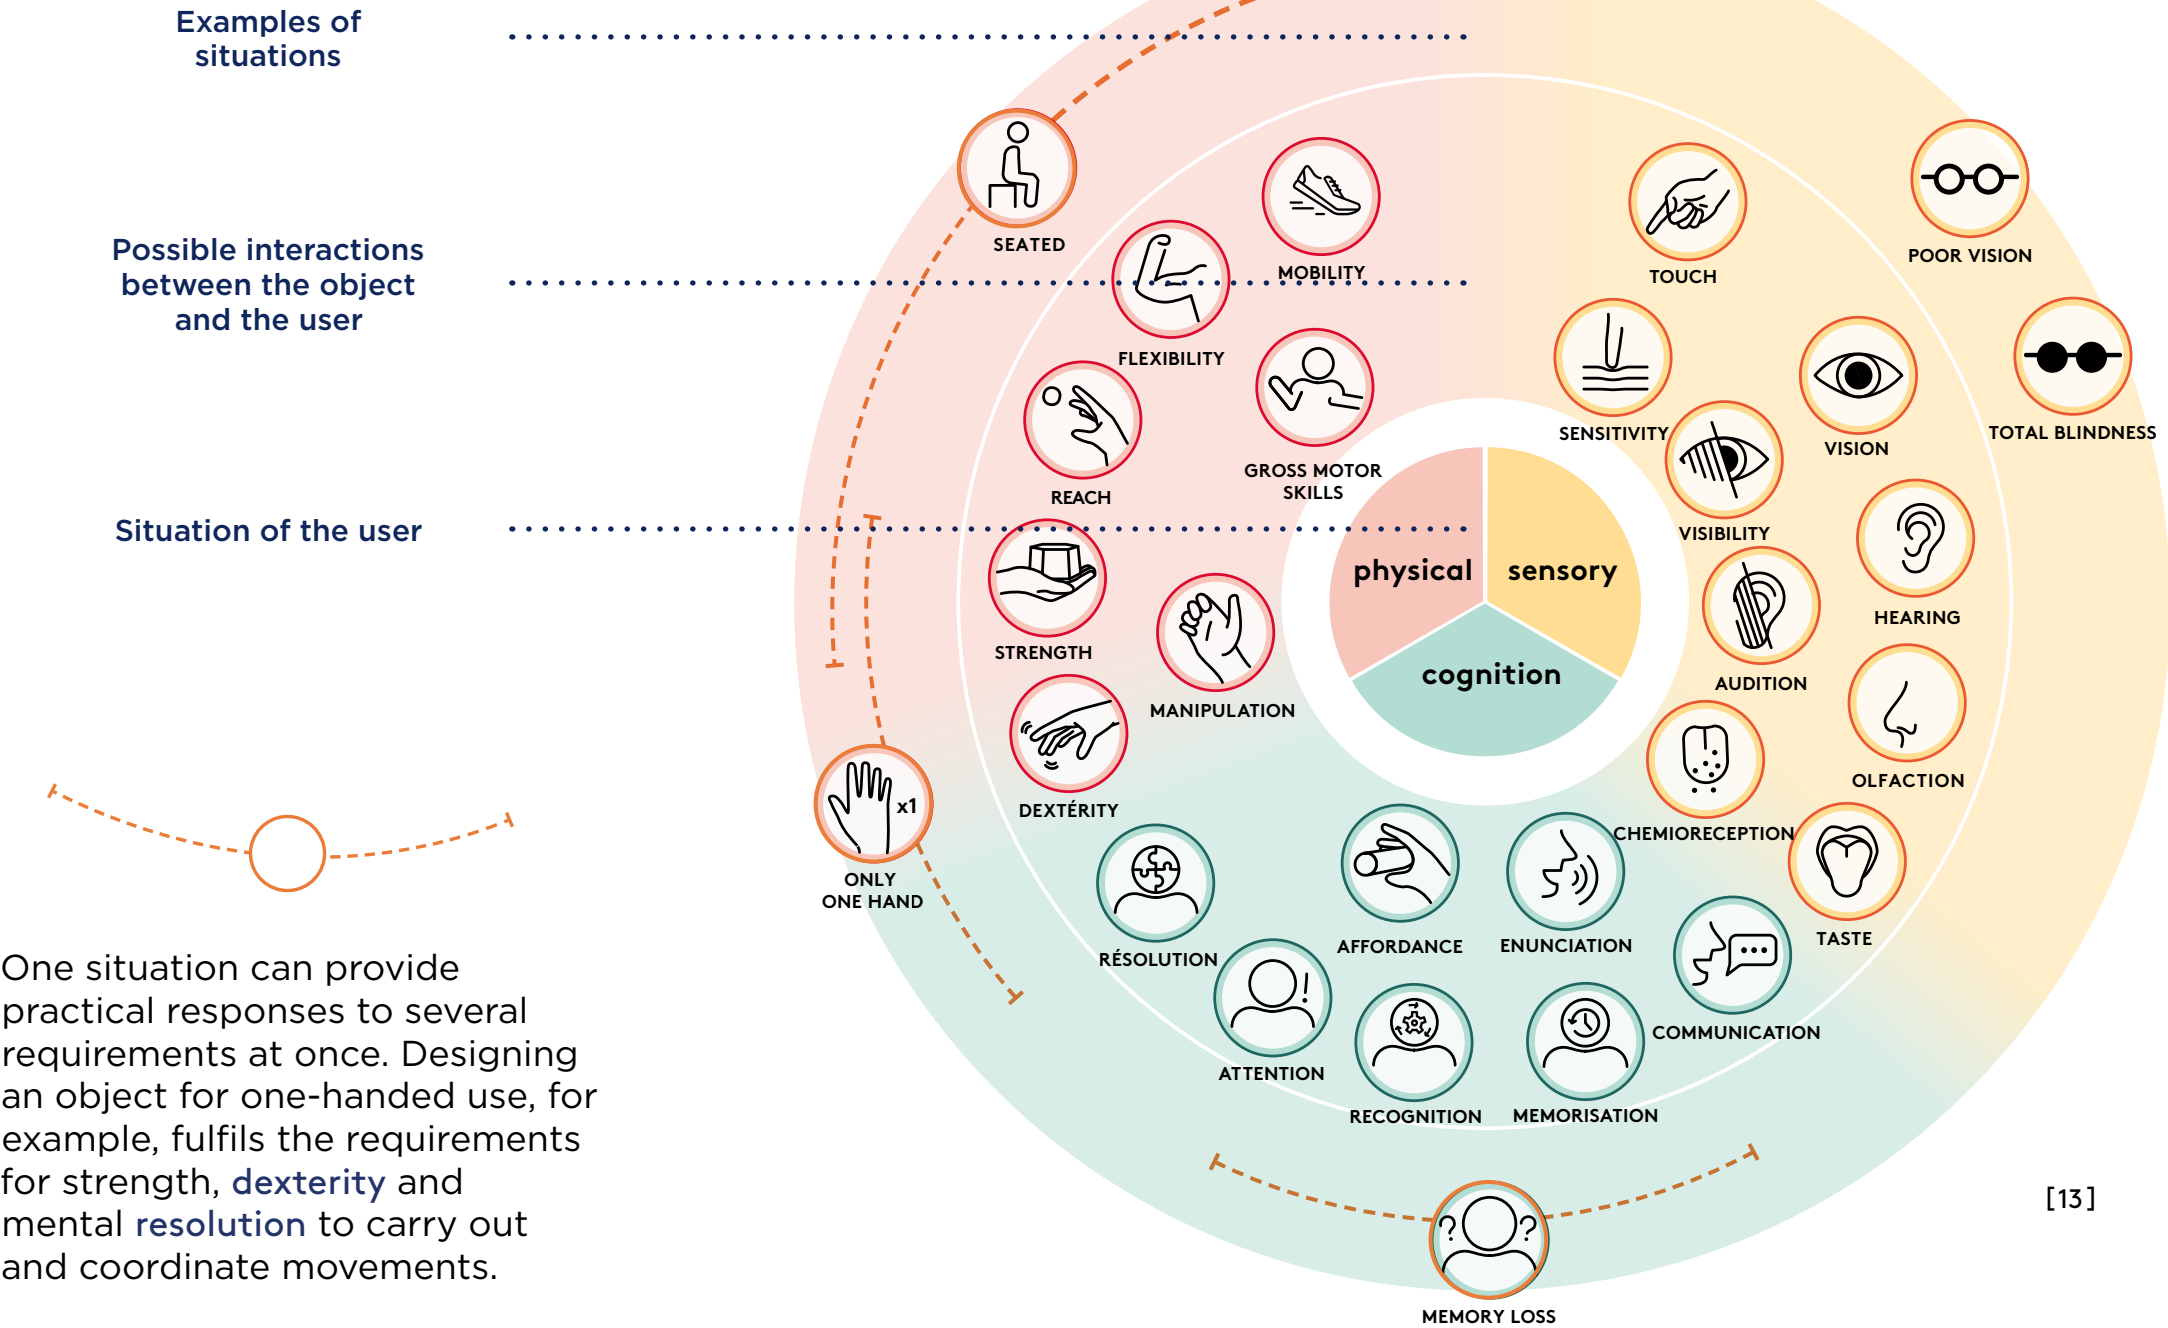 Examples of
situations
Possible interactions
between the object
and the user
Situation of the user
One situation can provide
practical responses to several
requirements at once. Designing
an object for one-handed use, for
example, fulfils the requirements
for strength, dexterity and
mental resolution to carry out
and coordinate movements.
SEATED
MOBILITY
FLEXIBILITY
REACH
GROSS MOTOR
SKILLS
STRENGTH
MANIPULATION
DEXTÉRITY
x1
ONLY
ONE HAND
physical
sensory
cognition
TOUCH
POOR VISION
SENSITIVITY
VISION
TOTAL BLINDNESS
VISIBILITY
HEARING
AUDITION
OLFACTION
CHEMIORECEPTION
TASTE
RÉSOLUTION
AFFORDANCE
ENUNCIATION
COMMUNICATION
!
ATTENTION
RECOGNITION
MEMORISATION
? ?
MEMORY LOSS
[13]